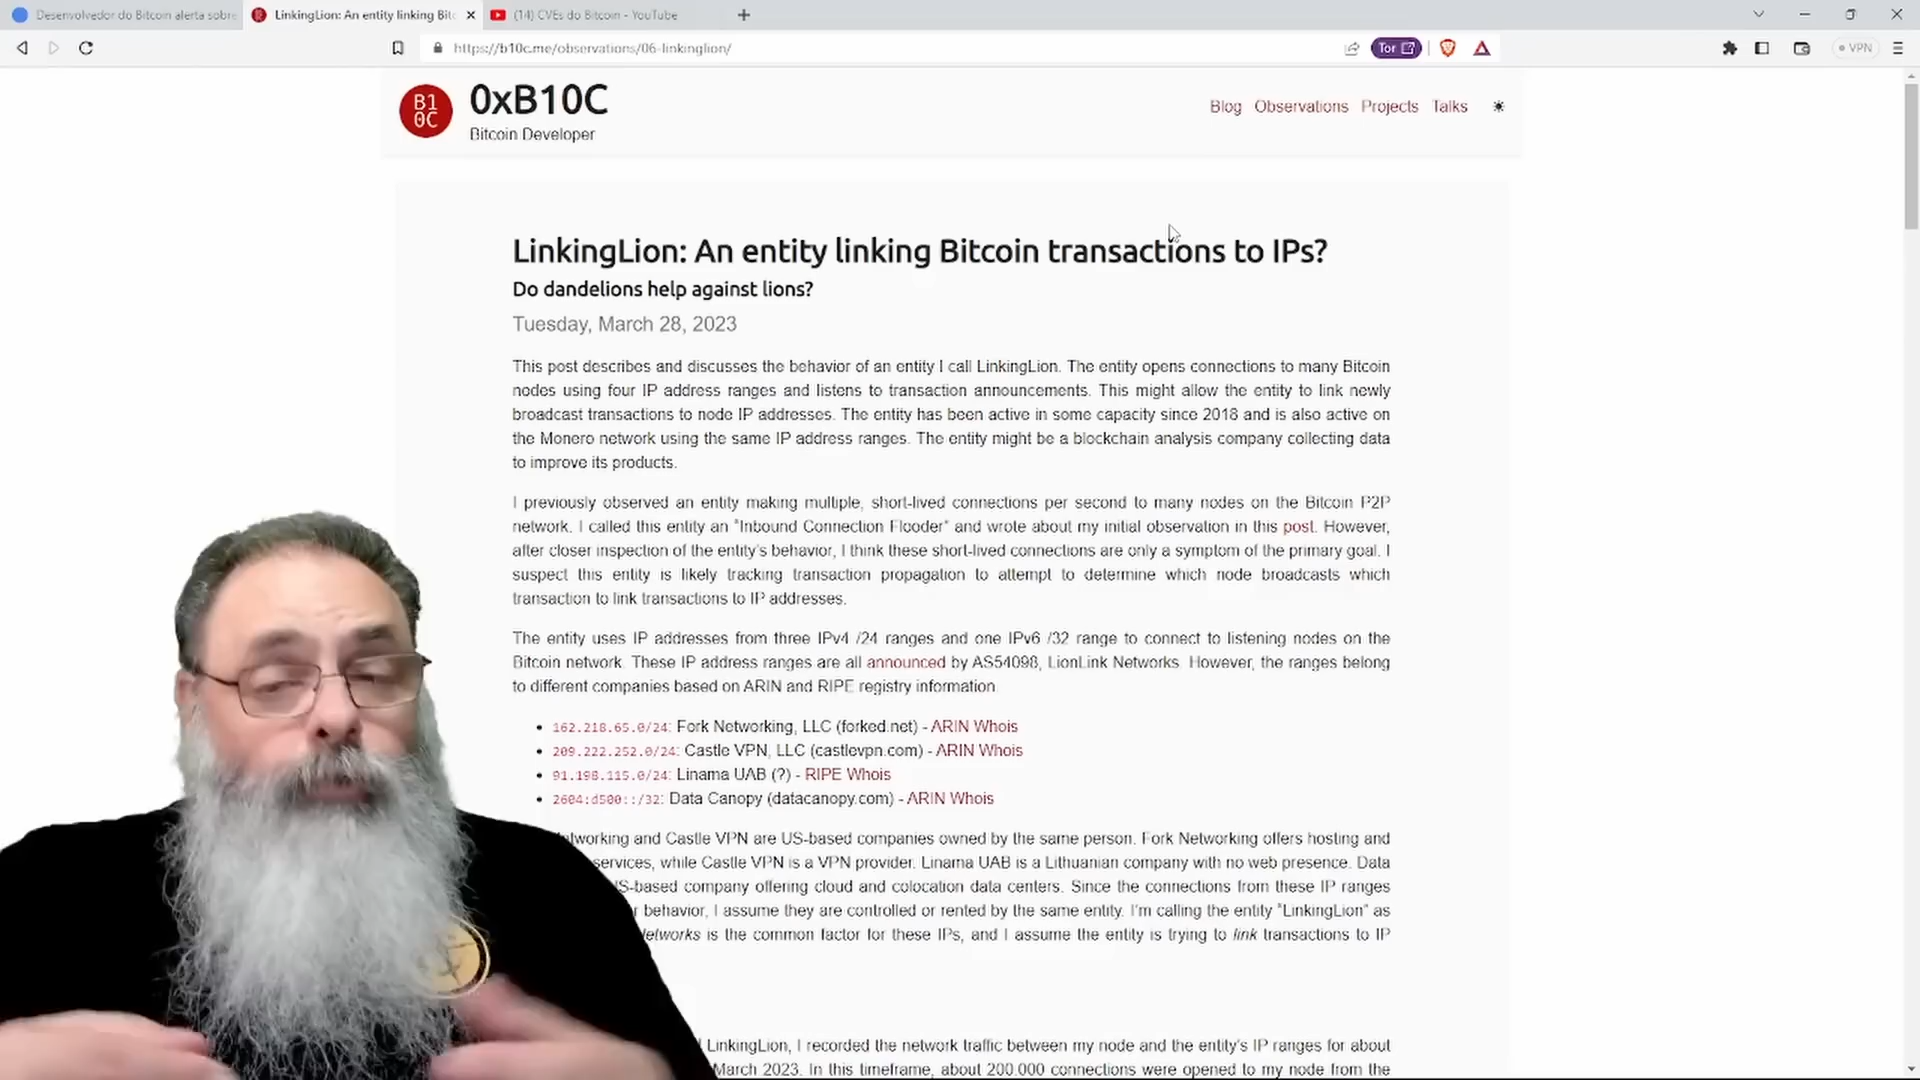 Desenvolvedor do Bitcoin alerta sobre
LinkingLion: An entity linking Bit
(14) CVEs do Bitcoin - YouTube
https://b10c.me/observations/06-linkinglion/
Tor
VPN
B1
0C
0xB10C
Bitcoin Developer
Blog Observations Projects Talks
LinkingLion: An entity linking Bitcoin transactions to IPs?
Do dandelions help against lions?
Tuesday, March 28, 2023
This post describes and discusses the behavior of an entity I call LinkingLion. The entity opens connections to many Bitcoin
nodes using four IP address ranges and listens to transaction announcements. This might allow the entity to link newly
broadcast transactions to node IP addresses. The entity has been active in some capacity since 2018 and is also active on
the Monero network using the same IP address ranges. The entity might be a blockchain analysis company collecting data
to improve its products.
I previously observed an entity making multiple, short-lived connections per second to many nodes on the Bitcoin P2P
network. I called this entity an "Inbound Connection Flooder" and wrote about my initial observation in this post. However,
after closer inspection of the entity's behavior, I think these short-lived connections are only a symptom of the primary goal. I
suspect this entity is likely tracking transaction propagation to attempt to determine which node broadcasts which
transaction to link transactions to IP addresses.
The entity uses IP addresses from three IPv4 /24 ranges and one IPv6 /32 range to connect to listening nodes on the
Bitcoin network. These IP address ranges are all announced by AS54098, LionLink Networks. However, the ranges belong
to different companies based on ARIN and RIPE registry information.
• 162.218.65.0/24: Fork Networking, LLC (forked.net) - ARIN Whois
• 209.222.252.0/24: Castle VPN, LLC (castlevpn.com) - ARIN Whois
• 91.198.115.0/24: Linama UAB (?) - RIPE Whois
• 2604:d500::/32: Data Canopy (datacanopy.com) - ARIN Whois
etworking and Castle VPN are US-based companies owned by the same person. Fork Networking offers hosting and
services, while Castle VPN is a VPN provider. Linama UAB is a Lithuanian company with no web presence. Data
S-based company offering cloud and colocation data centers. Since the connections from these IP ranges
r behavior, I assume they are controlled or rented by the same entity. I'm calling the entity "LinkingLion" as
etworks is the common factor for these IPs, and I assume the entity is trying to link transactions to IP
LinkingLion, I recorded the network traffic between my node and the entity's IP ranges for about
March 2023. In this timeframe, about 200.000 connections were opened to my node from the